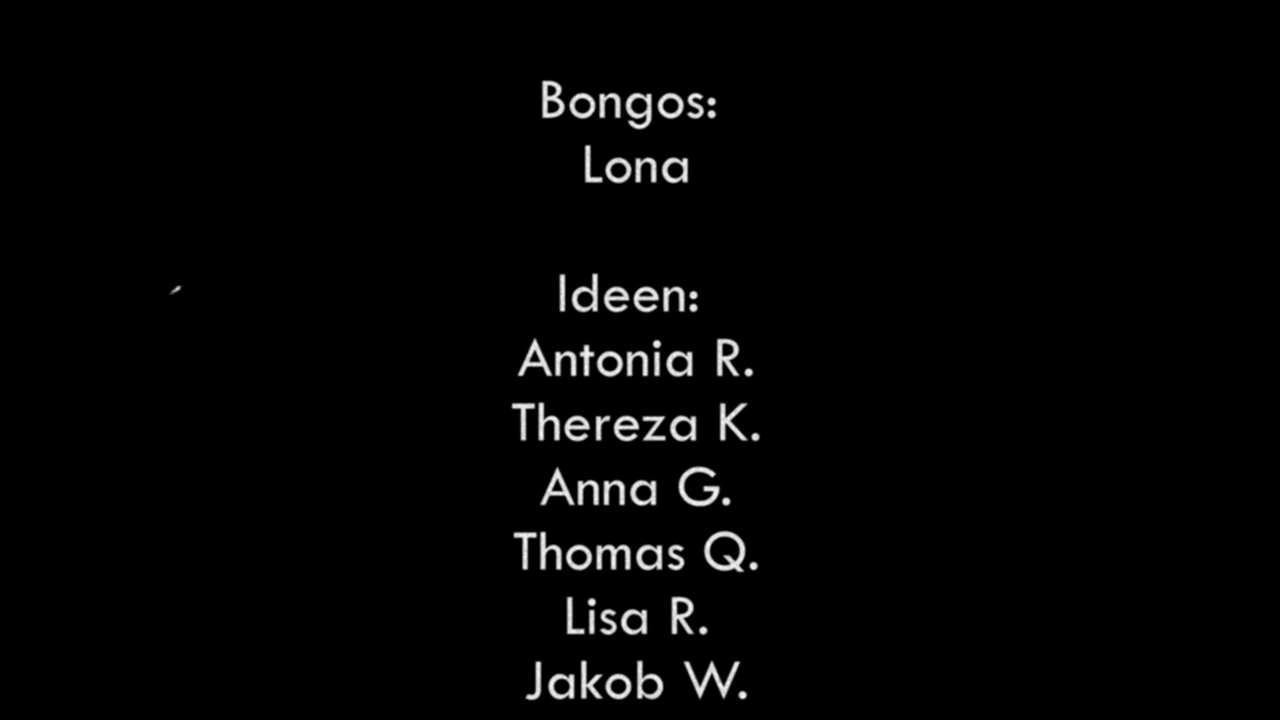 Bongos:
Lona
Ideen:
Antonia R.
Thereza K.
Anna G.
Thomas Q.
Lisa R.
Jakob W.